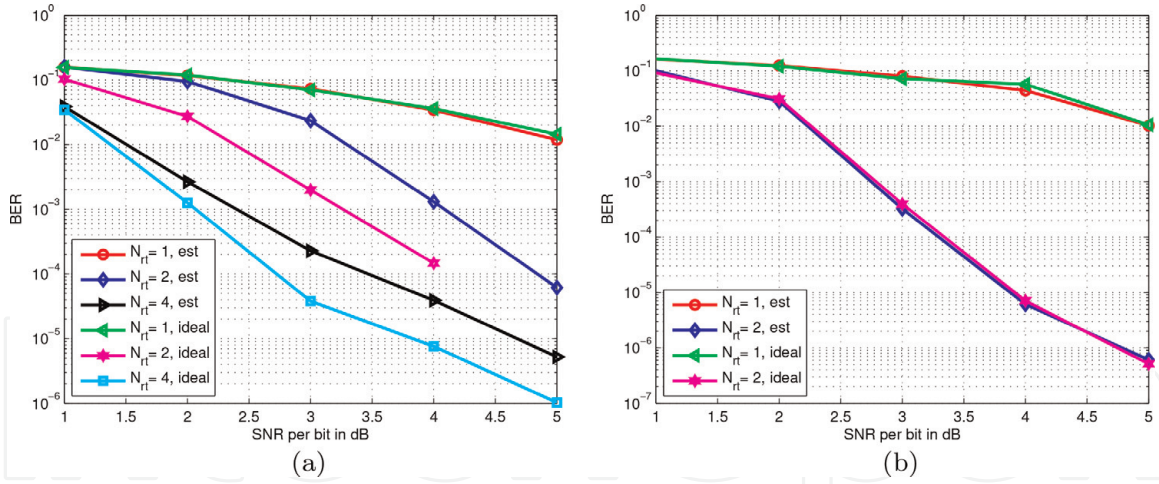 10^0
10^-1
10^-2
10^-3
10^-4
10^-5
10^-6
BER
N_rt= 1, est
N_rt= 2, est
N_rt= 4, est
N_rt= 1, ideal
N_rt= 2, ideal
N_rt= 4, ideal
1 1.5 2 2.5 3 3.5 4 4.5 5
SNR per bit in dB
(a)
10^0
10^-1
10^-2
10^-3
10^-4
10^-5
10^-6
10^-7
BER
N_rt= 1, est
N_rt= 2, est
N_rt= 1, ideal
N_rt= 2, ideal
1 1.5 2 2.5 3 3.5 4 4.5 5
SNR per bit in dB
(b)